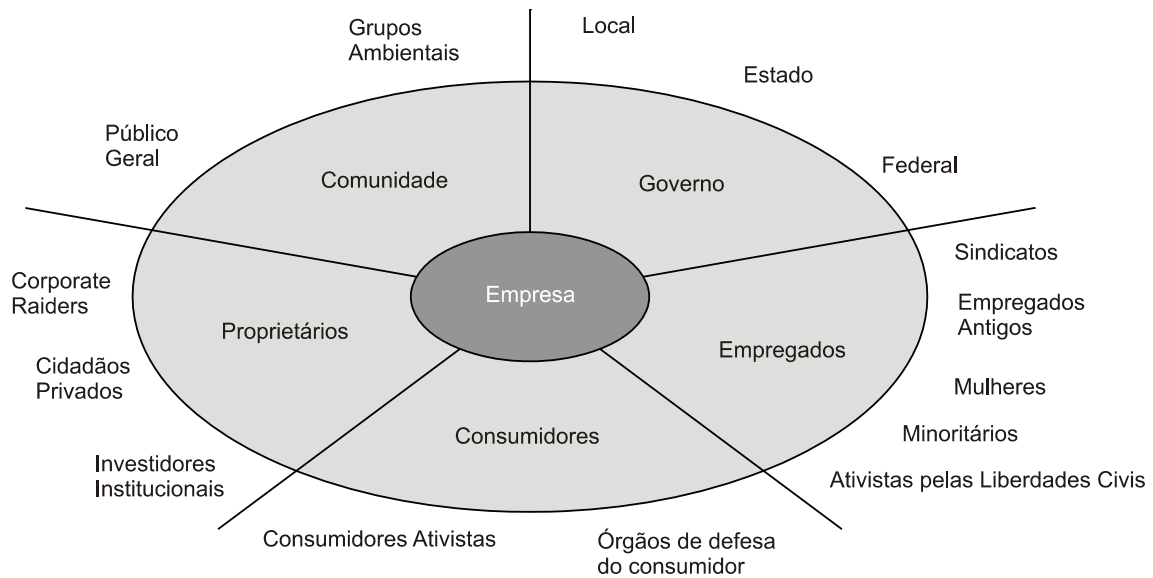 Grupos
Ambientais
Local
Estado
Público
Geral
Comunidade
Governo
Federal
Corporate
Raiders
Empresa
Sindicatos
Proprietários
Empregados
Antigos
Cidadãos
Privados
Empregados
Mulheres
Consumidores
Minoritários
Investidores
Institucionais
Ativistas pelas Liberdades Civis
Consumidores Ativistas
Órgãos de defesa
do consumidor